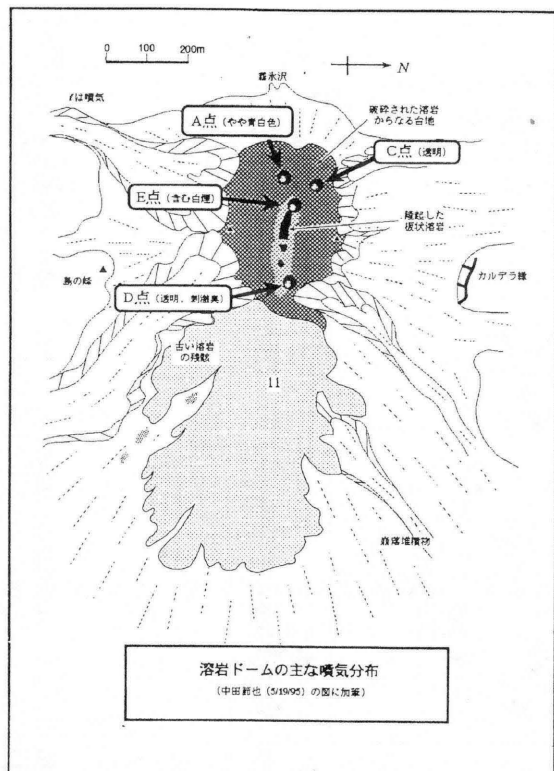 0 100 200m
N
霧氷沢
γは噴気
A点 (やや青白色)
破砕された溶岩
からなる台地
C点 (透明)
E点 (含む白煙)
隆起した
板状溶岩
島の峰
カルデラ縁
D点 (透明、刺激臭)
古い溶岩
の残骸
11
崩落堆積物
溶岩ドームの主な噴気分布
(中田節也 (5/19/95) の図に加筆)